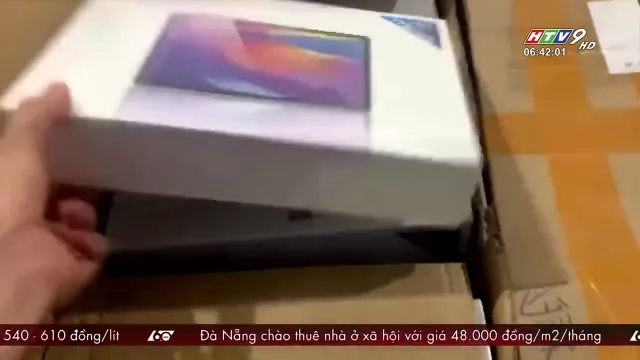 HTV9 HD
06:42:01
540 - 610 đồng/lít
60
Đà Nẵng chào thuê nhà ở xã hội với giá 48.000 đồng/m2/tháng